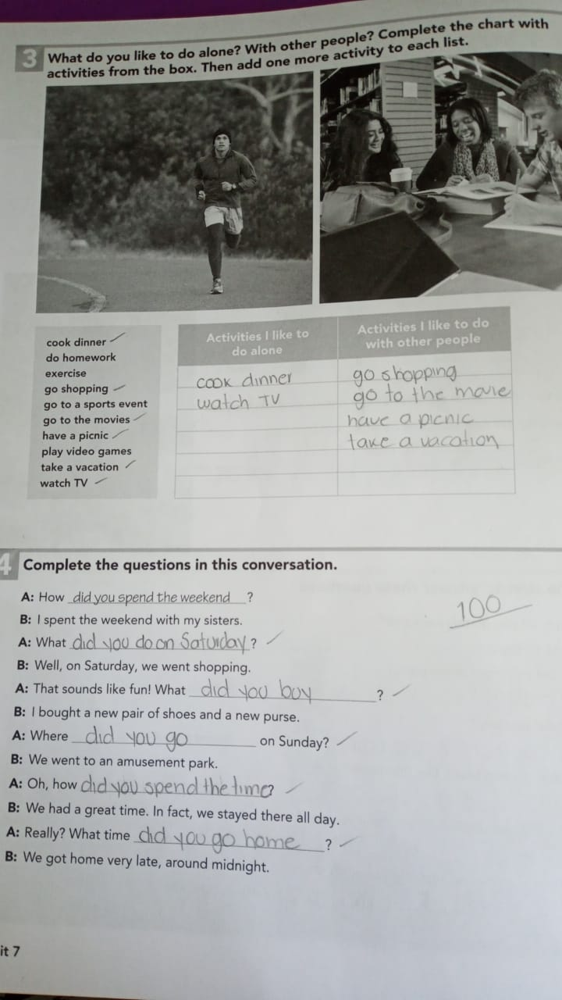 3 What do you like to do alone? With other people? Complete the chart with
activities from the box. Then add one more activity to each list.
cook dinner
do homework
exercise
go shopping
go to a sports event
go to the movies
have a picnic
play video games
take a vacation
watch TV
Activities I like to
do alone
Activities I like to do
with other people
cook dinner
go shopping
watch TV
go to the movie
have a picnic
take a vacation
4 Complete the questions in this conversation.
A: How did you spend the weekend ?
B: I spent the weekend with my sisters.
A: What did you do on Saturday ?
B: Well, on Saturday, we went shopping.
A: That sounds like fun! What did you buy ?
B: I bought a new pair of shoes and a new purse.
A: Where did you go on Sunday?
B: We went to an amusement park.
A: Oh, how did you spend the time?
B: We had a great time. In fact, we stayed there all day.
A: Really? What time did you go home ?
B: We got home very late, around midnight.
100
it 7